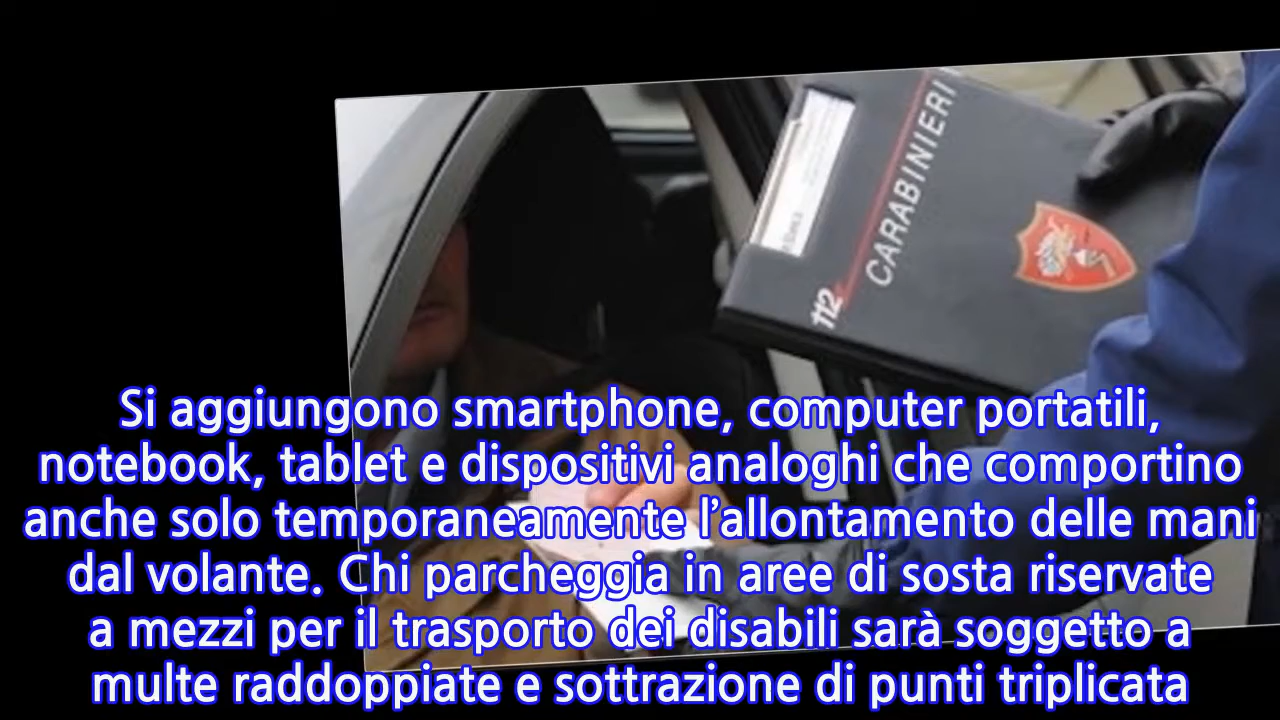 CARABINIERI
112
Si aggiungono smartphone, computer portatili,
notebook, tablet e dispositivi analoghi che comportino
anche solo temporaneamente l'allontamento delle mani
dal volante. Chi parcheggia in aree di sosta riservate
a mezzi per il trasporto dei disabili sarà soggetto a
multe raddoppiate e sottrazione di punti triplicata